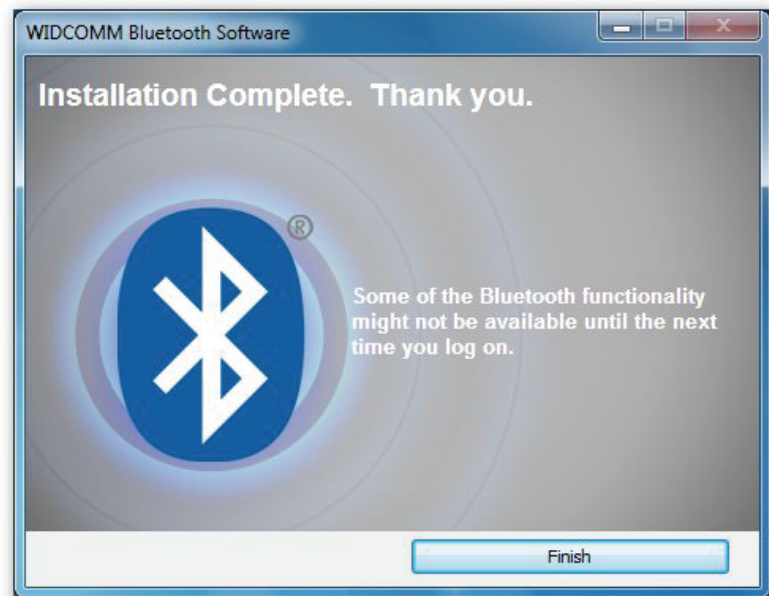 WIDCOMM Bluetooth Software
Installation Complete.  Thank you.
®
Some of the Bluetooth functionality
might not be available until the next
time you log on.
Finish